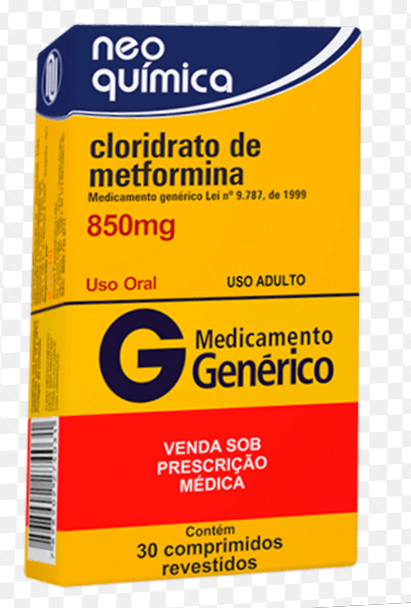 neo
química
cloridrato de
metformina
Medicamento genérico Lei nº 9.787, de 1999
850mg
Uso Oral
USO ADULTO
G Medicamento
Genérico
VENDA SOB
PRESCRIÇÃO
MÉDICA
Contém
30 comprimidos
revestidos